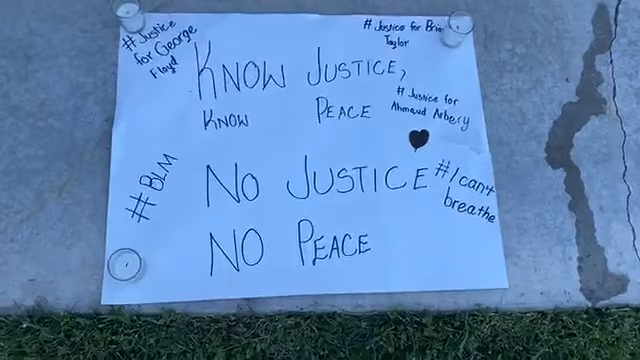 # Justice
for George
Floyd
# Justice for Brionna
Taylor
KNOW JUSTICE,
KNOW PEACE
# Justice for
Ahmaud Arbery
#BLM
NO JUSTICE
NO PEACE
#I can't
breathe